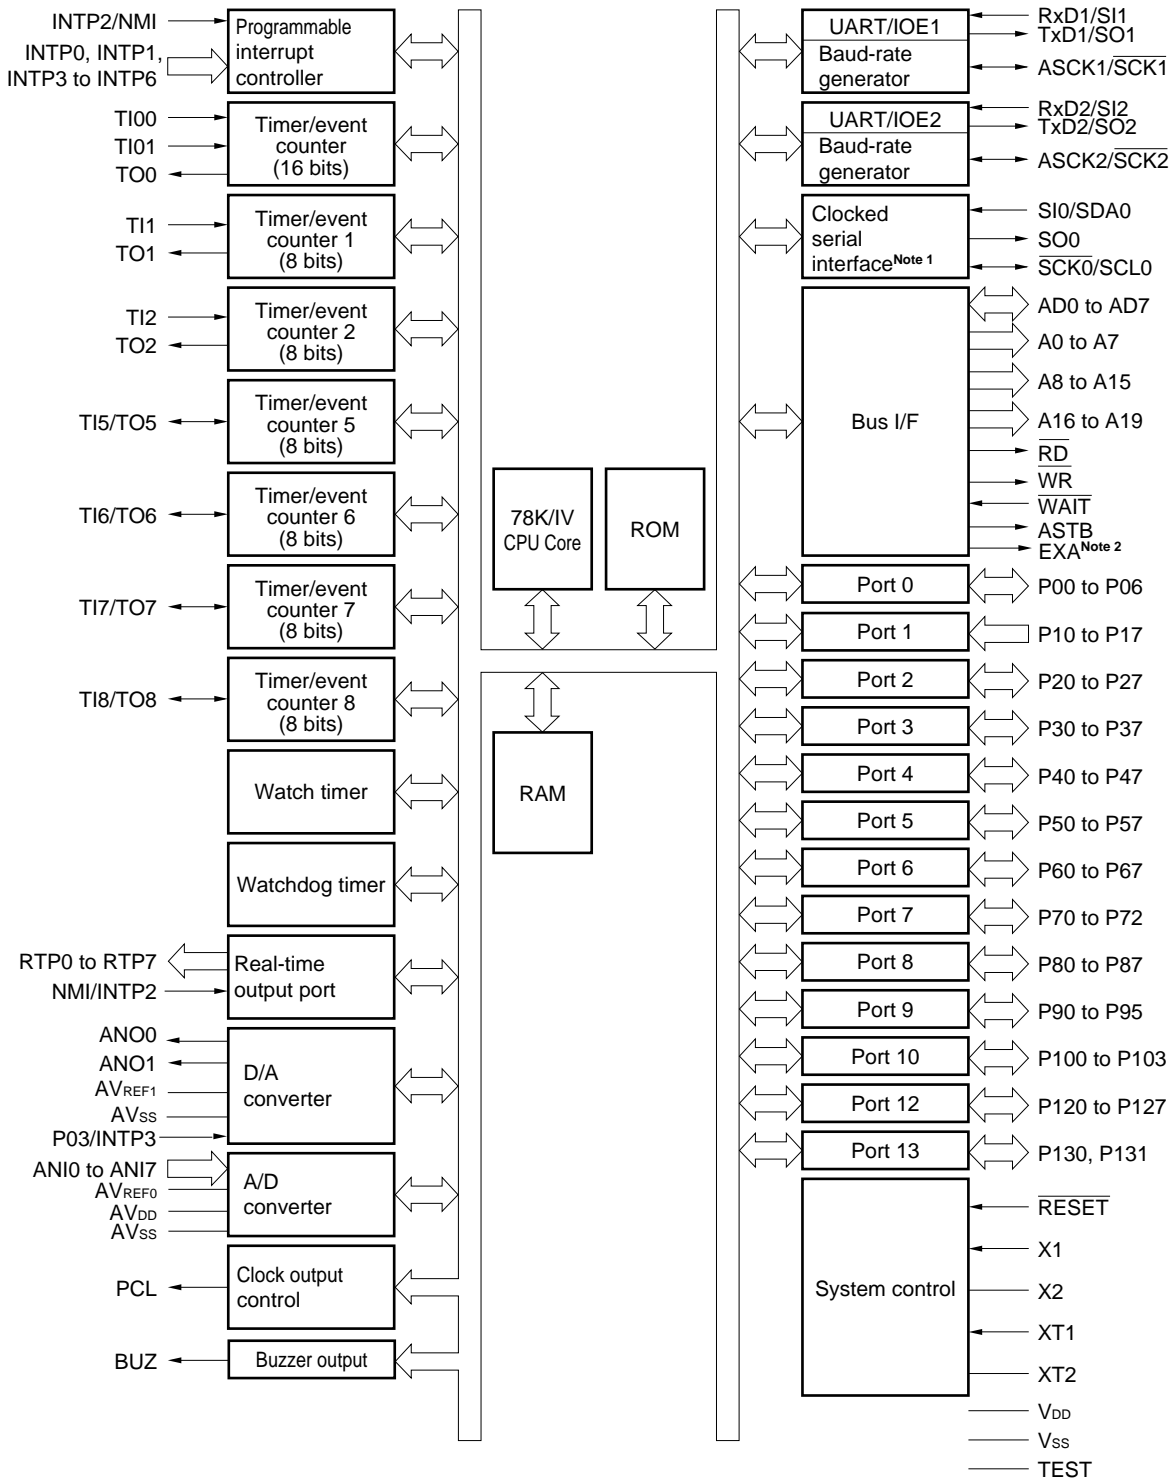 INTP2/NMI
INTP0, INTP1,
INTP3 to INTP6
Programmable
interrupt
controller
TI00
TI01
TO0
Timer/event
counter
(16 bits)
TI1
TO1
Timer/event
counter 1
(8 bits)
TI2
TO2
Timer/event
counter 2
(8 bits)
TI5/TO5
Timer/event
counter 5
(8 bits)
TI6/TO6
Timer/event
counter 6
(8 bits)
TI7/TO7
Timer/event
counter 7
(8 bits)
TI8/TO8
Timer/event
counter 8
(8 bits)
Watch timer
Watchdog timer
RTP0 to RTP7
NMI/INTP2
Real-time
output port
ANO0
ANO1
AVREF1
AVSS
P03/INTP3
D/A
converter
ANI0 to ANI7
AVREF0
AVDD
AVSS
A/D
converter
PCL
Clock output
control
BUZ
Buzzer output
78K/IV
CPU Core
ROM
RAM
UART/IOE1
Baud-rate
generator
RxD1/SI1
TxD1/SO1
ASCK1/SCK1
UART/IOE2
Baud-rate
generator
RxD2/SI2
TxD2/SO2
ASCK2/SCK2
Clocked
serial
interfaceNote 1
SI0/SDA0
SO0
SCK0/SCL0
Bus I/F
AD0 to AD7
A0 to A7
A8 to A15
A16 to A19
RD
WR
WAIT
ASTB
EXANote 2
Port 0
P00 to P06
Port 1
P10 to P17
Port 2
P20 to P27
Port 3
P30 to P37
Port 4
P40 to P47
Port 5
P50 to P57
Port 6
P60 to P67
Port 7
P70 to P72
Port 8
P80 to P87
Port 9
P90 to P95
Port 10
P100 to P103
Port 12
P120 to P127
Port 13
P130, P131
System control
RESET
X1
X2
XT1
XT2
VDD
VSS
TEST